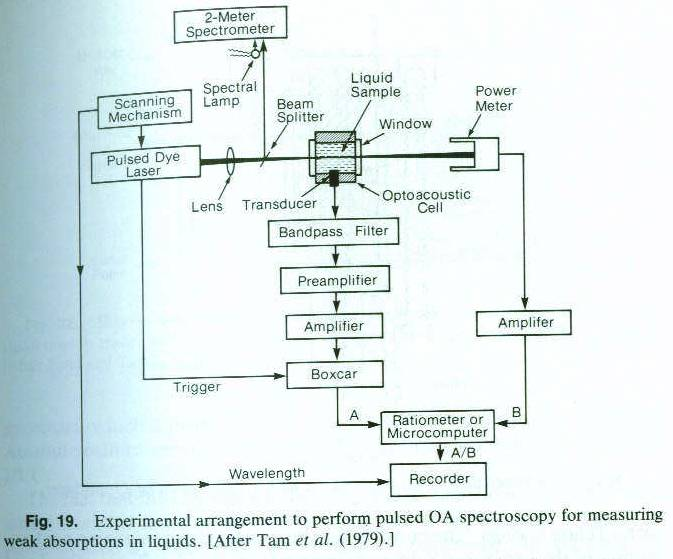 2-Meter
Spectrometer
Spectral
Lamp
Scanning
Mechanism
Beam
Splitter
Liquid
Sample
Power
Meter
Window
Pulsed Dye
Laser
Lens
Transducer
Optoacoustic
Cell
Bandpass Filter
Preamplifier
Amplifier
Amplifer
Boxcar
Trigger
A
B
Ratiometer or
Microcomputer
A/B
Wavelength
Recorder
Fig. 19. Experimental arrangement to perform pulsed OA spectroscopy for measuring
weak absorptions in liquids. [After Tam et al. (1979).]